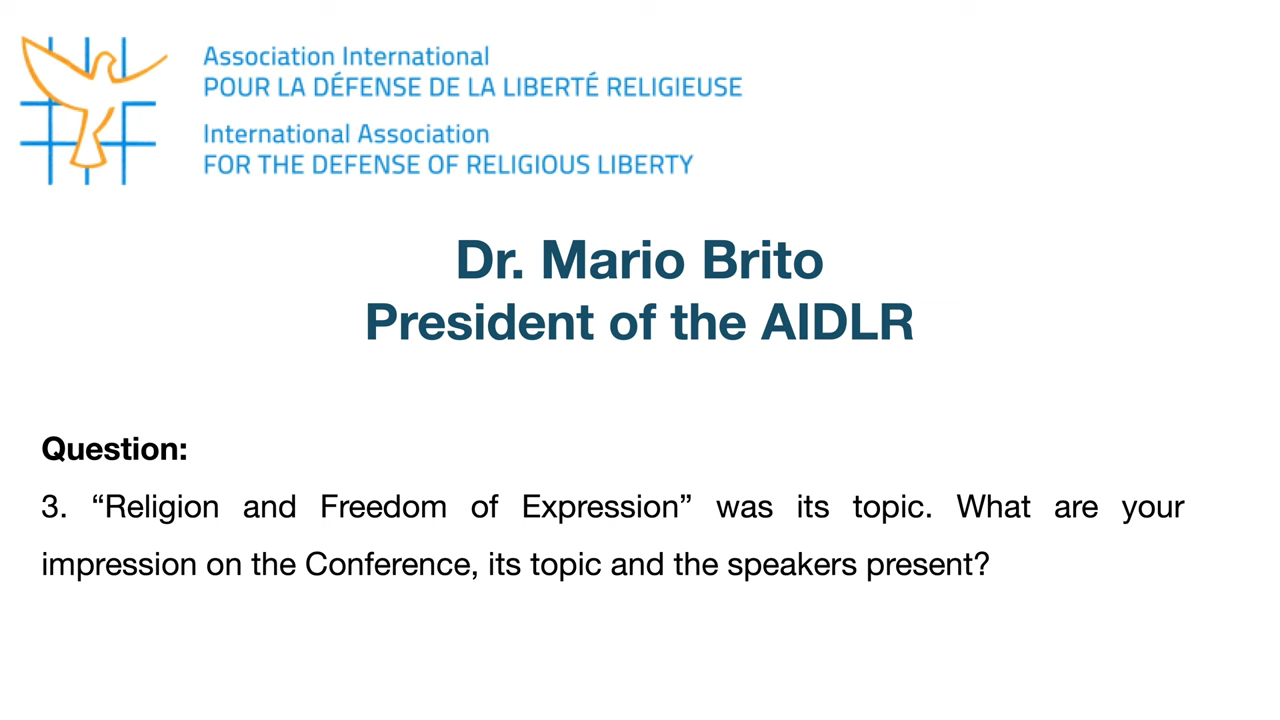 Association International
POUR LA DÉFENSE DE LA LIBERTÉ RELIGIEUSE
International Association
FOR THE DEFENSE OF RELIGIOUS LIBERTY
Dr. Mario Brito
President of the AIDLR
Question:
3. “Religion and Freedom of Expression” was its topic. What are your
impression on the Conference, its topic and the speakers present?